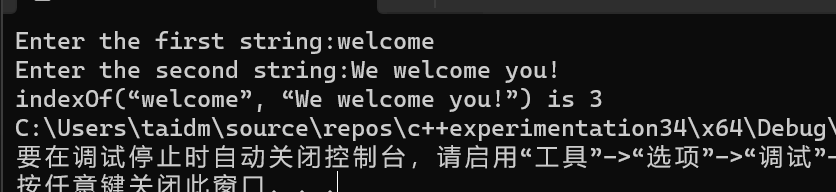 Enter the first string:welcome
Enter the second string:We welcome you!
indexOf(“welcome”, “We welcome you!”) is 3
C:\Users\taidm\source\repos\c++experimentation34\x64\Debug\
要在调试停止时自动关闭控制台，请启用“工具”->“选项”->“调试”-
按任意键关闭此窗口. . .